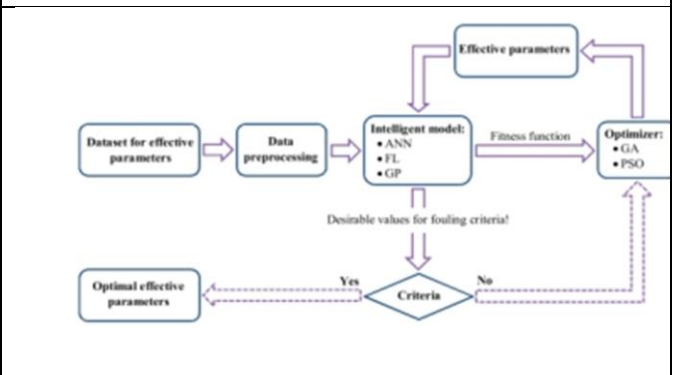 Effective parameters
Dataset for effective
parameters
Data
preprocessing
Intelligent model:
• ANN
• FL
• GP
Fitness function
Optimizer:
• GA
• PSO
Desirable values for fouling criteria!
Optimal effective
parameters
Yes
Criteria
No